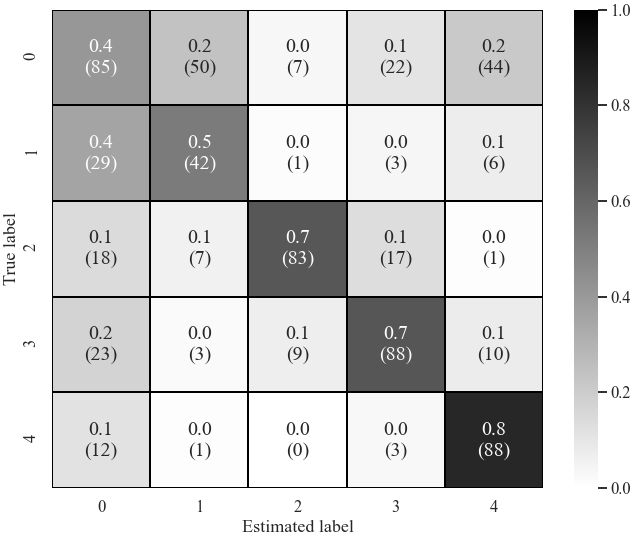 0.4 0.2 0.0 0.1 0.2
(85) (50) (7) (22) (44)
0
0.4 0.5 0.0 0.0 0.1
(29) (42) (1) (3) (6)
1
0.1 0.1 0.7 0.1 0.0
(18) (7) (83) (17) (1)
2
0.2 0.0 0.1 0.7 0.1
(23) (3) (9) (88) (10)
3
0.1 0.0 0.0 0.0 0.8
(12) (1) (0) (3) (88)
4
True label
0 1 2 3 4
Estimated label
1.0
0.8
0.6
0.4
0.2
0.0